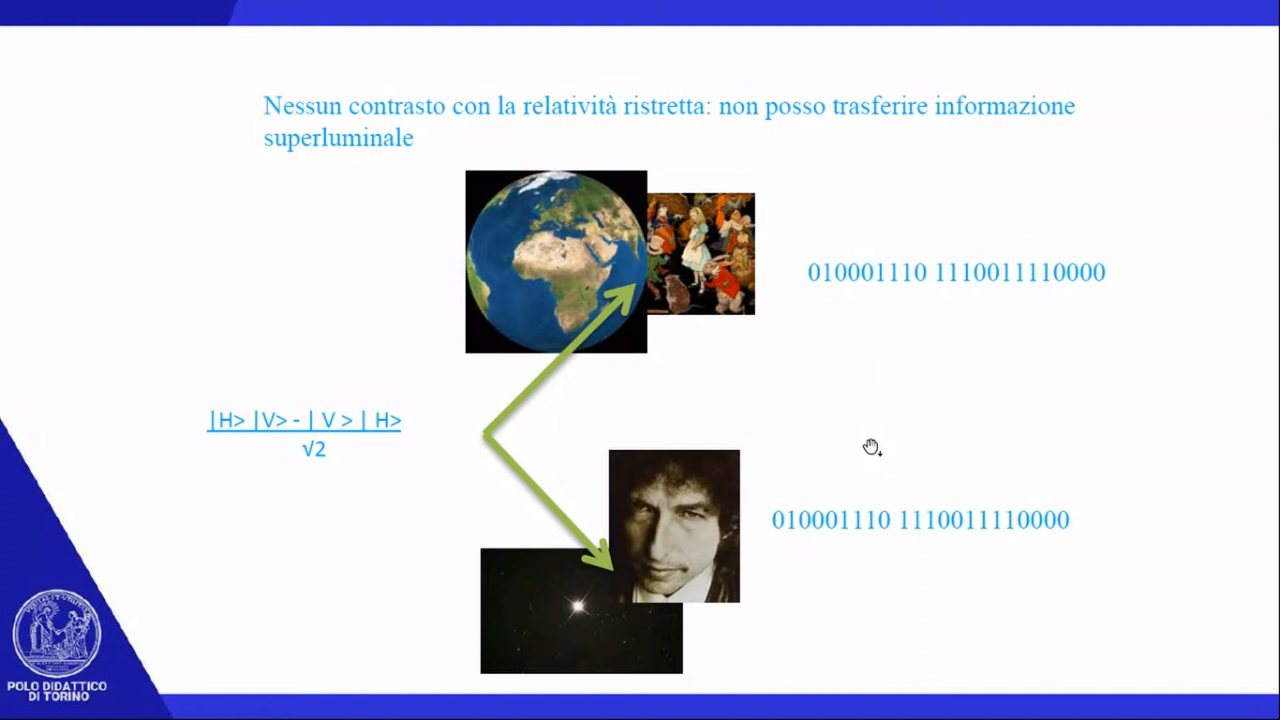 Nessun contrasto con la relatività ristretta: non posso trasferire informazione
superluminale
010001110 1110011110000
|H> |V> - | V > | H>
√2
010001110 1110011110000
POLO DIDATTICO
DI TORINO